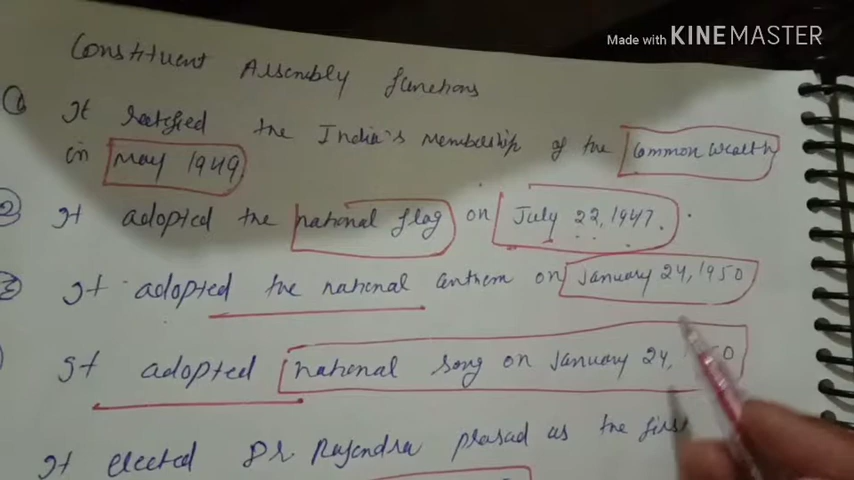 Made with KINEMASTER
Constituent Assembly functions
① It ratified the India's membership of the common wealth
in May 1949
② It adopted the national flag on July 22, 1947.
③ It adopted the national anthem on January 24, 1950
It adopted national song on January 24, 50
It elected Dr Rajendra prasad as the first